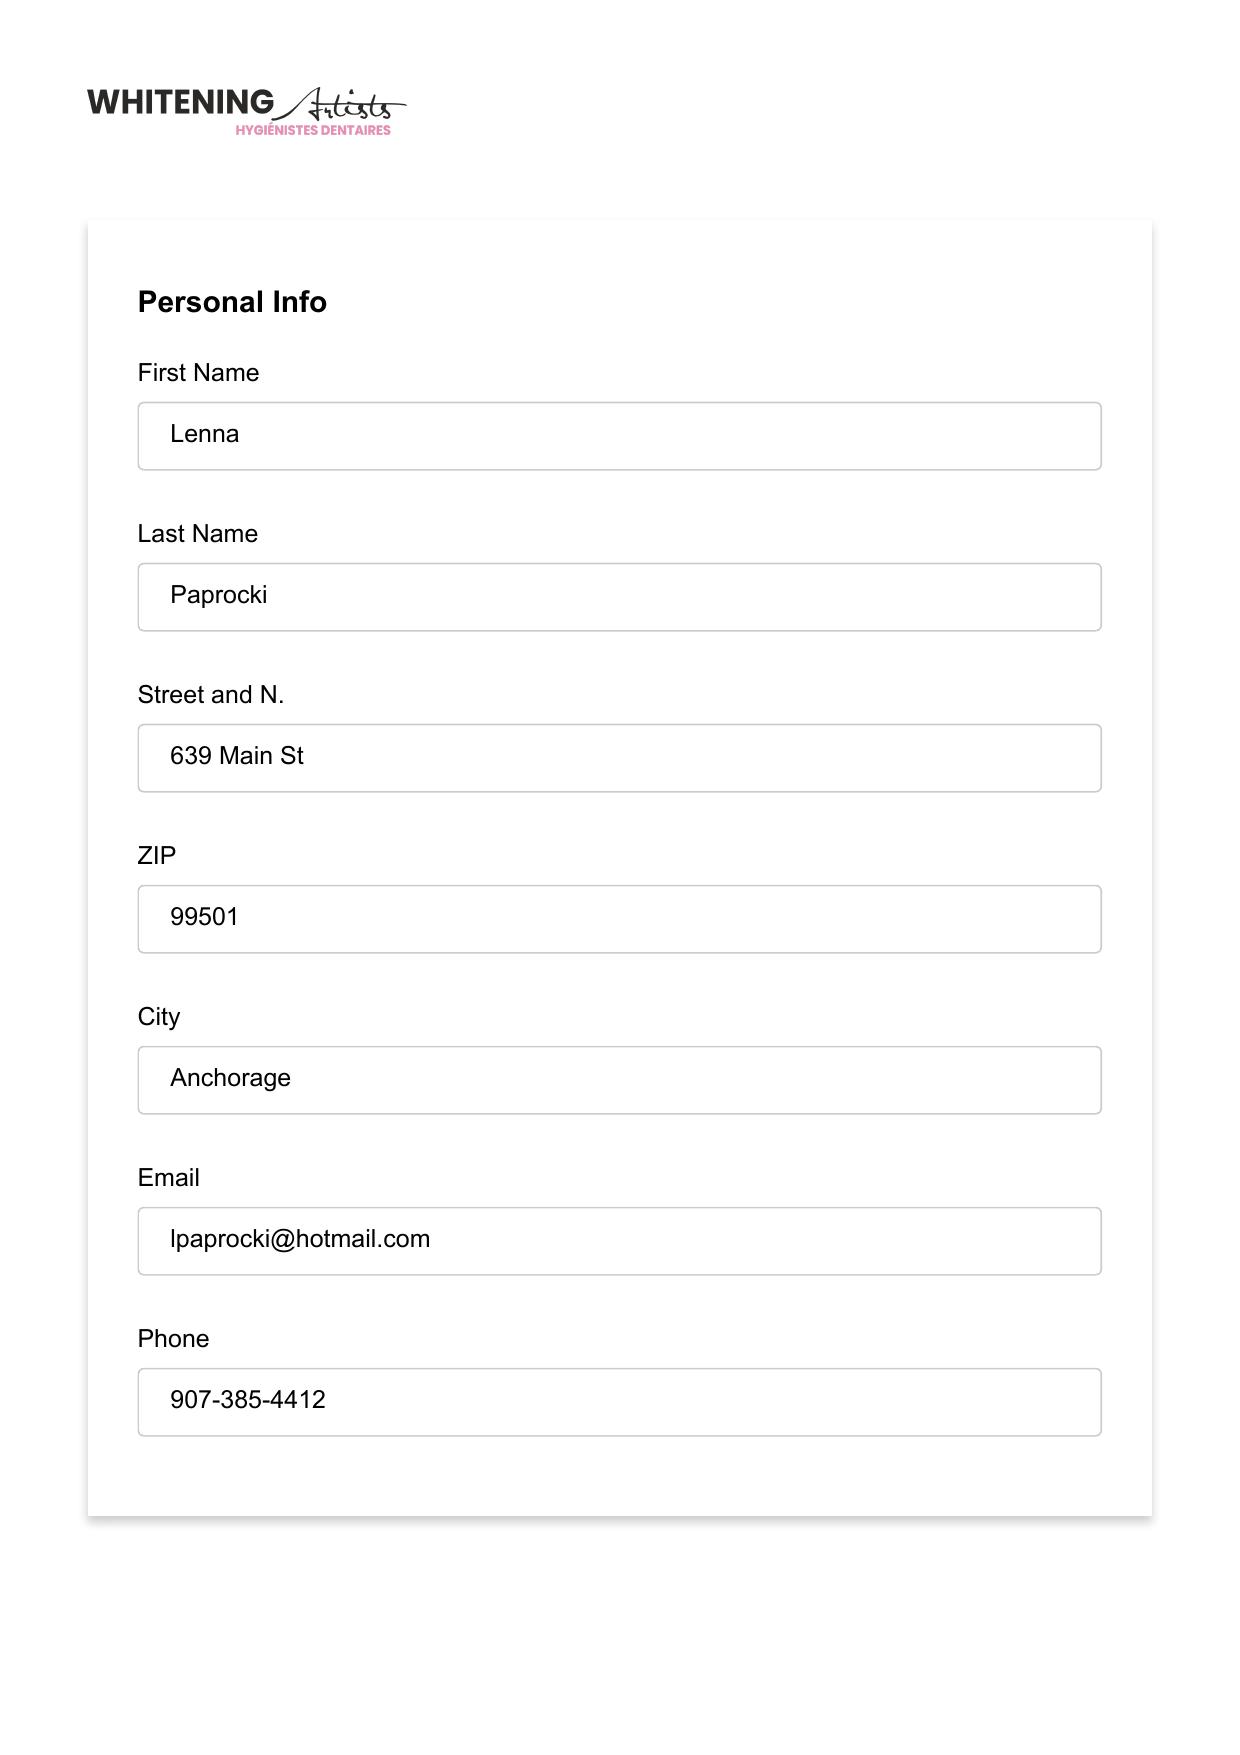 WHITENING Artists
HYGIÉNISTES DENTAIRES
Personal Info
First Name
Lenna
Last Name
Paprocki
Street and N.
639 Main St
ZIP
99501
City
Anchorage
Email
lpaprocki@hotmail.com
Phone
907-385-4412